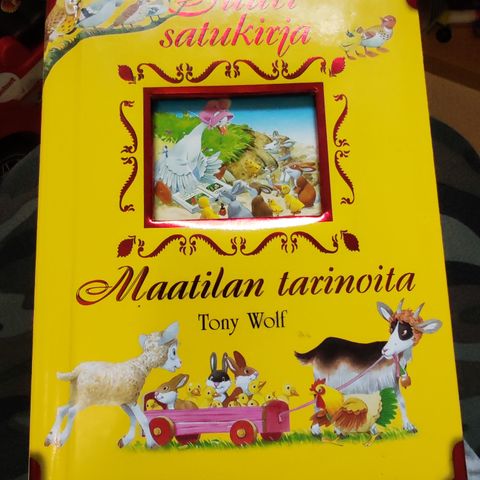 satukirja
Maatilan tarinoita
Tony Wolf